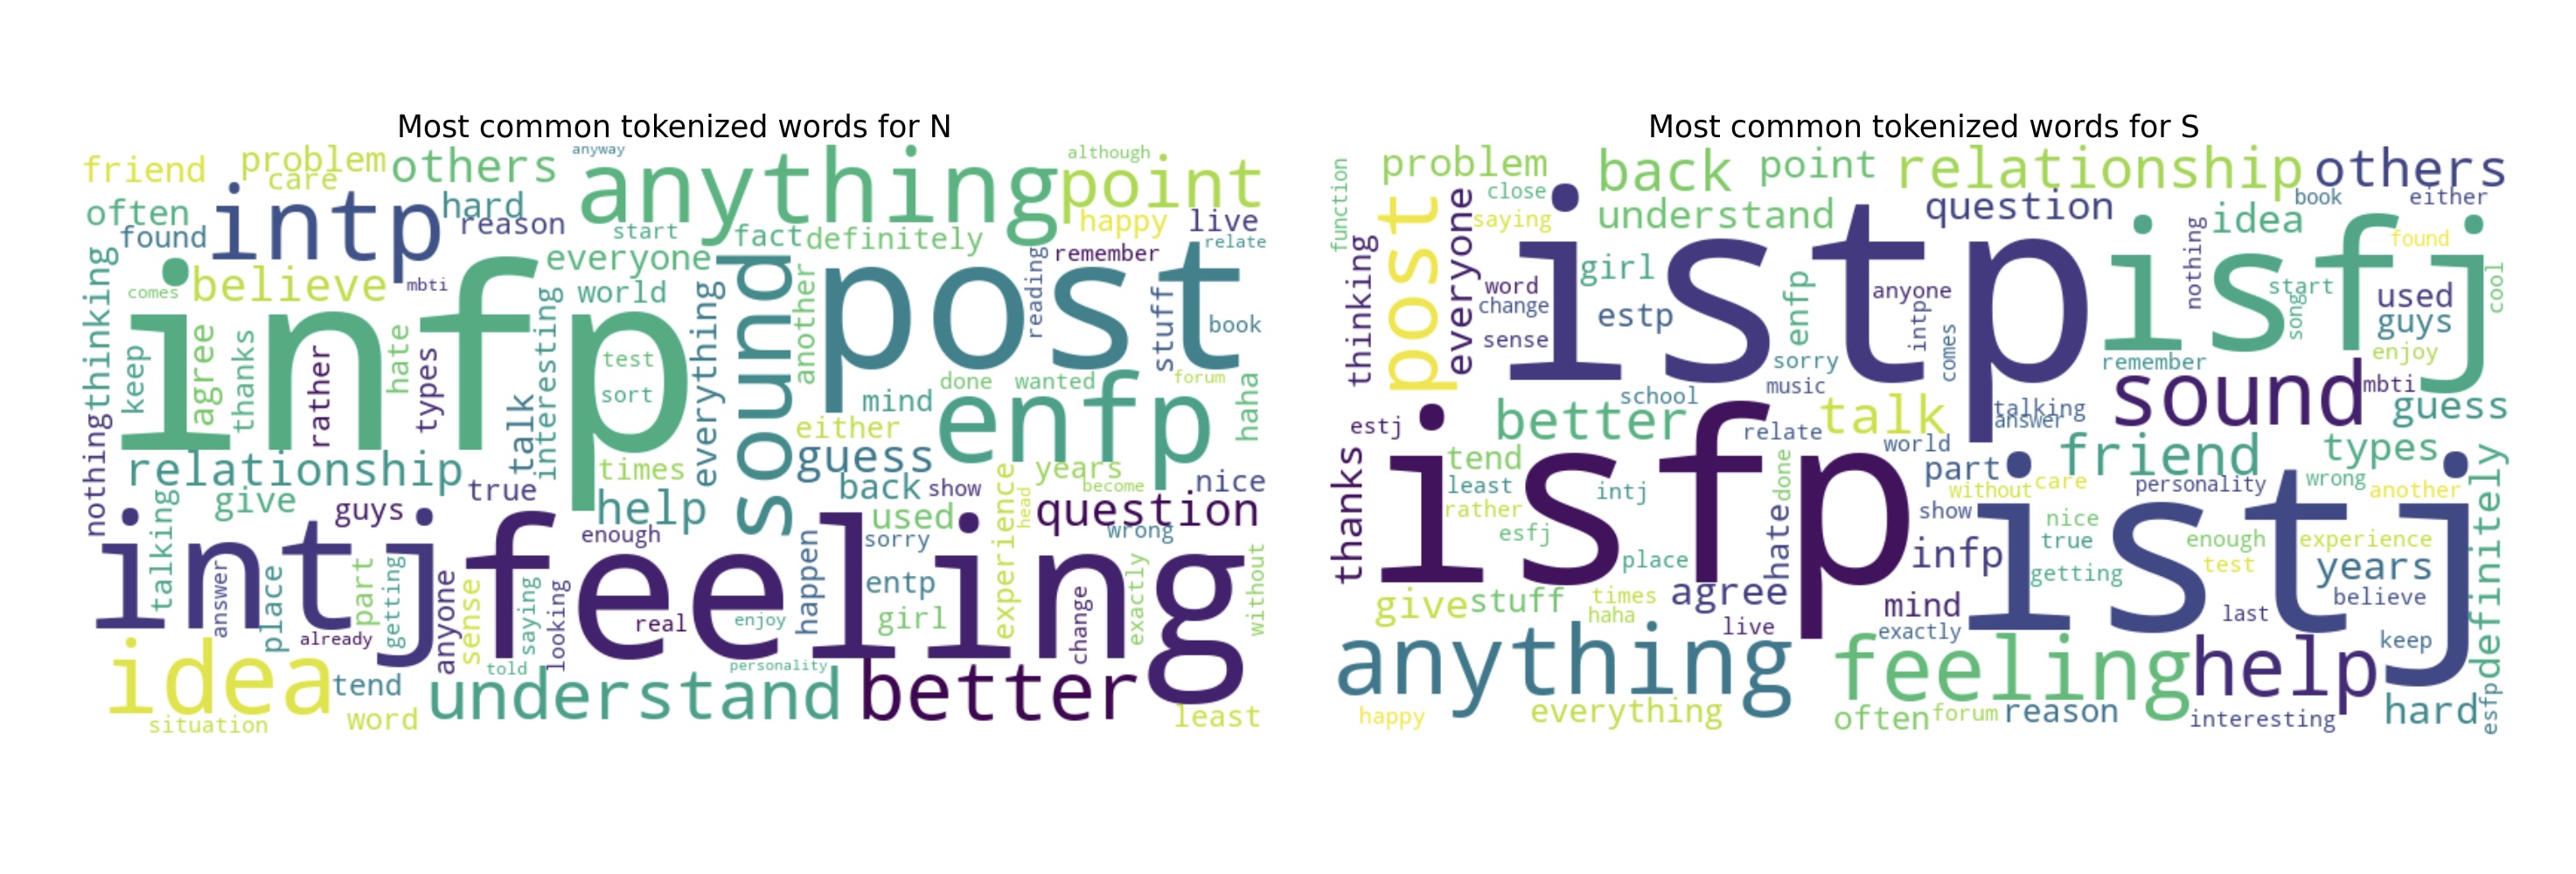 Most common tokenized words for N
friend
problem
care
others
anyway
anything
although
point
often
intp
hard
reason
start
fact
definitely
happy
live
relate
found
everyone
remember
believe
mbti
comes
world
thinking
infp
interesting
everything
sound
another
post
reading
stuff
book
keep
agree
thanks
rather
hate
types
test
sort
talk
mind
done
wanted
forum
enfp
haha
either
guess
nothing
relationship
times
years
become
nice
give
true
help
back
show
experience
head
question
wrong
talking
guys
used
intj
feeling
enough
sorry
answer
place
part
getting
anyone
sense
saying
looking
real
enjoy
happen
entp
girl
change
exactly
without
already
idea
tend
told
personality
understand
better
situation
word
least
Most common tokenized words for S
function
problem
back
point
relationship
others
close
saying
understand
question
book
either
post
everyone
thinking
nothing
idea
found
istp
isfj
word
change
sense
girl
estp
enfp
anyone
intp
comes
start
song
used
guys
cool
enjoy
sorry
music
remember
sound
mbti
school
better
talk
talking
answer
guess
estj
isfp
relate
world
friend
types
thanks
tend
least
rather
intj
esfj
done
hate
part
without
care
personality
wrong
another
definitely
show
istj
nice
true
getting
enough
experience
test
years
place
infp
give
stuff
times
haha
agree
mind
live
exactly
last
believe
keep
anything
feeling
help
happy
everything
often
forum
reason
interesting
hard
esfp